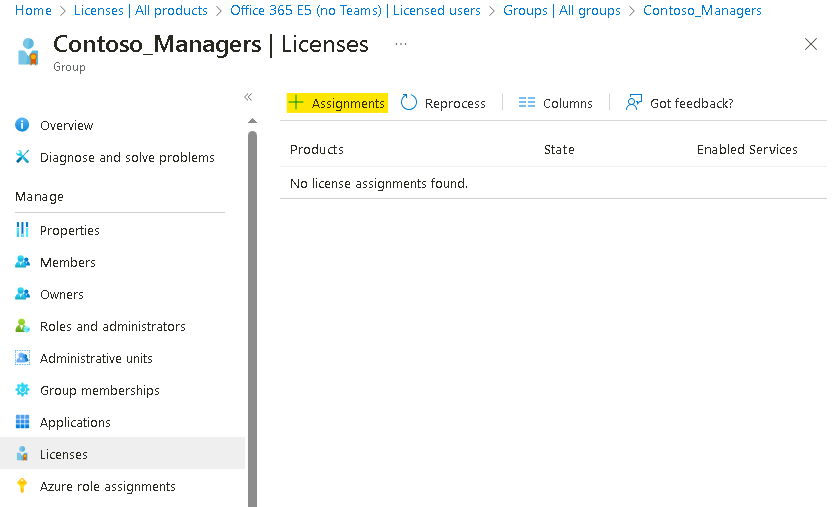 Home > Licenses | All products > Office 365 E5 (no Teams) | Licensed users > Groups | All groups > Contoso_Managers
Contoso_Managers | Licenses ...
Group
Overview
Diagnose and solve problems
Manage
Properties
Members
Owners
Roles and administrators
Administrative units
Group memberships
Applications
Licenses
Azure role assignments
Assignments Reprocess Columns Got feedback?
Products State Enabled Services
No license assignments found.